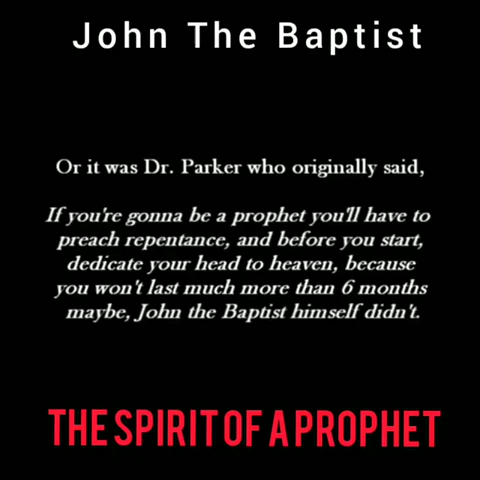 John The Baptist
Or it was Dr. Parker who originally said,
If you're gonna be a prophet you'll have to
preach repentance, and before you start,
dedicate your head to heaven, because
you won't last much more than 6 months
maybe, John the Baptist himself didn't.
THE SPIRIT OF A PROPHET